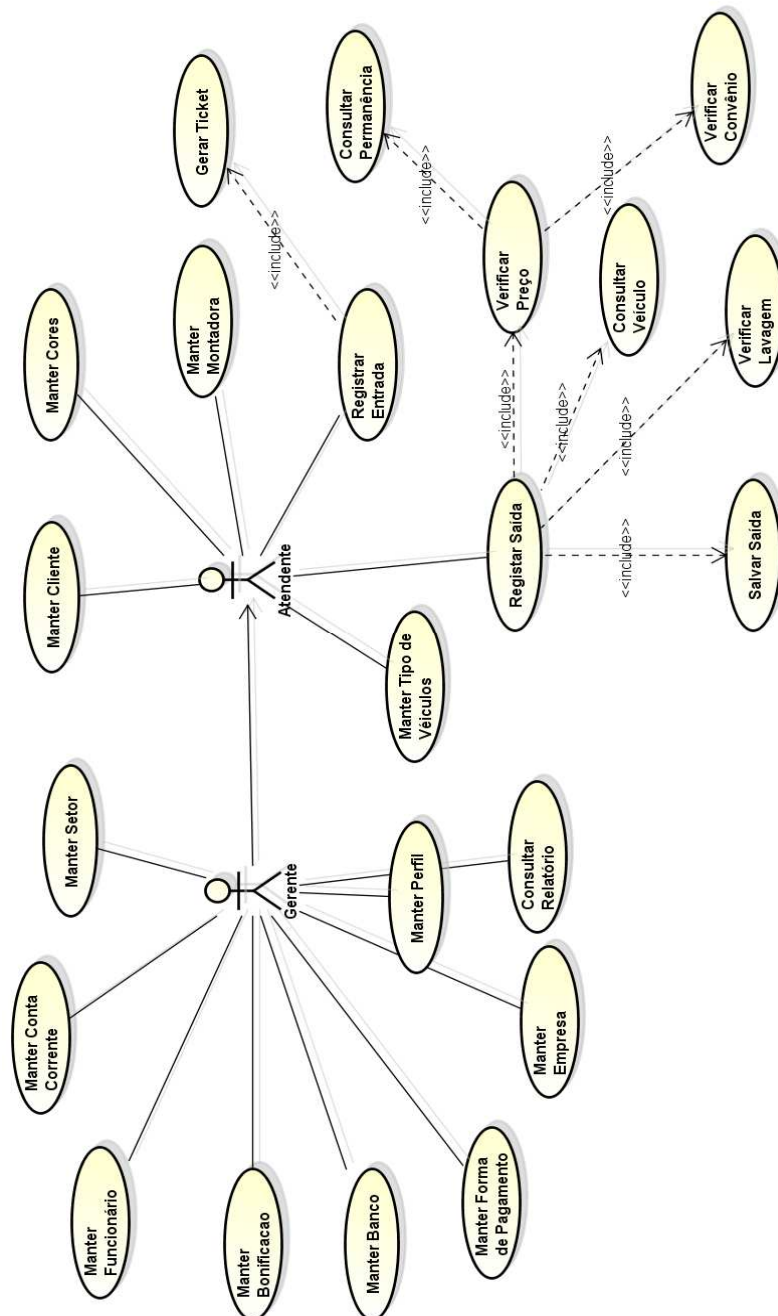 Manter Conta
Corrente
Manter Setor
Manter Cliente
Manter Cores
Manter
Funcionário
Gerar Ticket
Manter
Montadora
Manter
Bonificacao
Gerente
Atendente
<<include>>
Manter Banco
Registrar
Entrada
Consultar
Permanência
Manter Perfil
Manter Tipo de
Véiculos
<<include>>
Manter Forma
de Pagamento
Manter
Empresa
Consultar
Relatório
Registar Saída
<<include>>
Verificar
Preço
<<include>>
<<include>>
<<include>>
<<include>>
Consultar
Veículo
Verificar
Convênio
Salvar Saída
Verificar
Lavagem